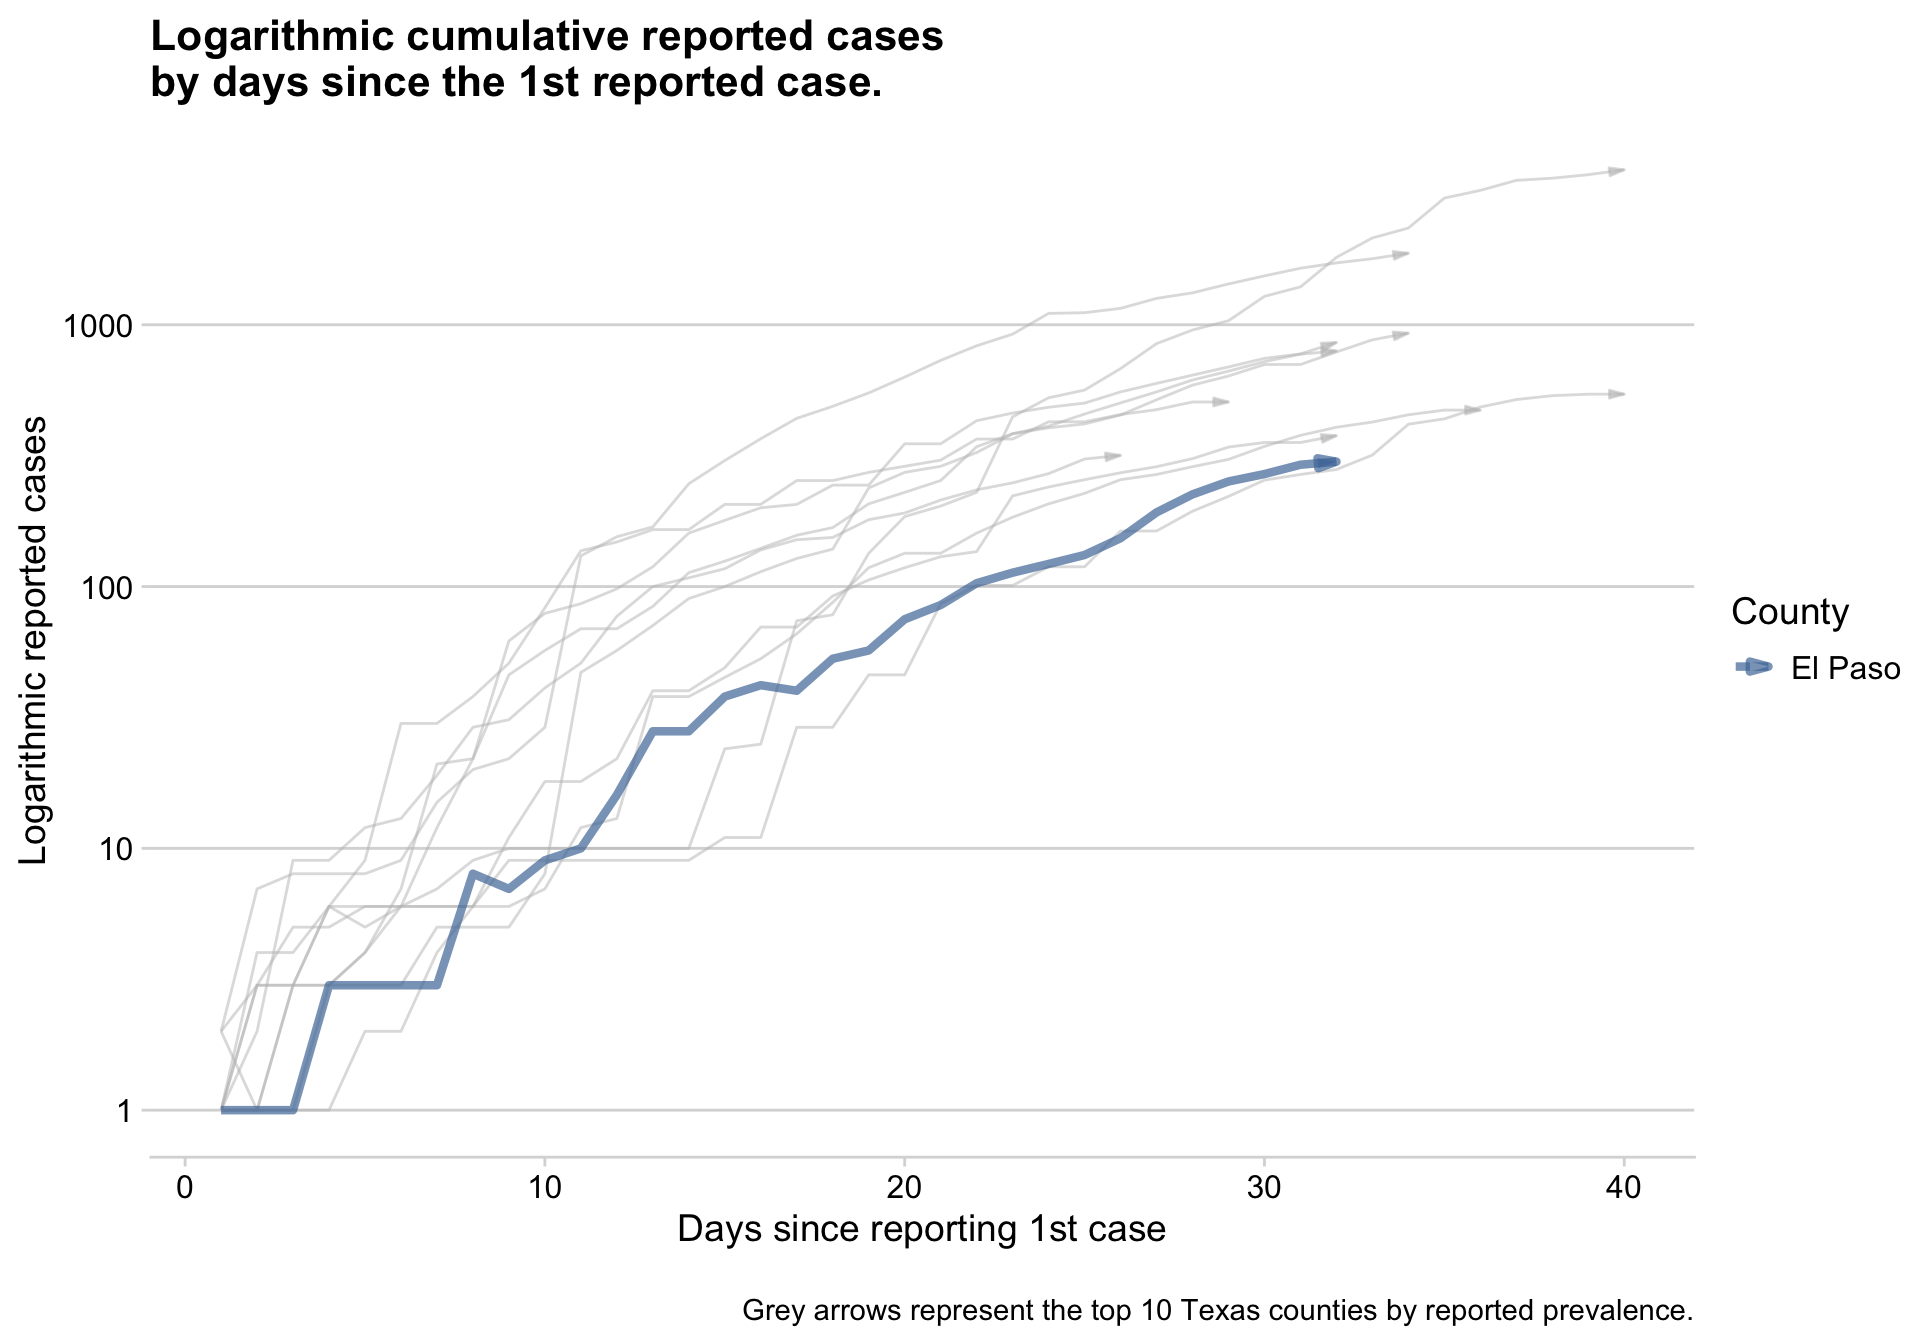 Logarithmic cumulative reported cases
by days since the 1st reported case.
Logarithmic reported cases
1000
100
10
1
0 10 20 30 40
Days since reporting 1st case
County
El Paso
Grey arrows represent the top 10 Texas counties by reported prevalence.